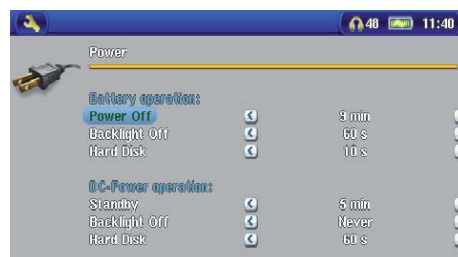 48 11:40
Power
Battery operation:
Power Off 9 min
Backlight Off 60 s
Hard Disk 10 s
DC-Power operation:
Standby 5 min
Backlight Off Never
Hard Disk 60 s